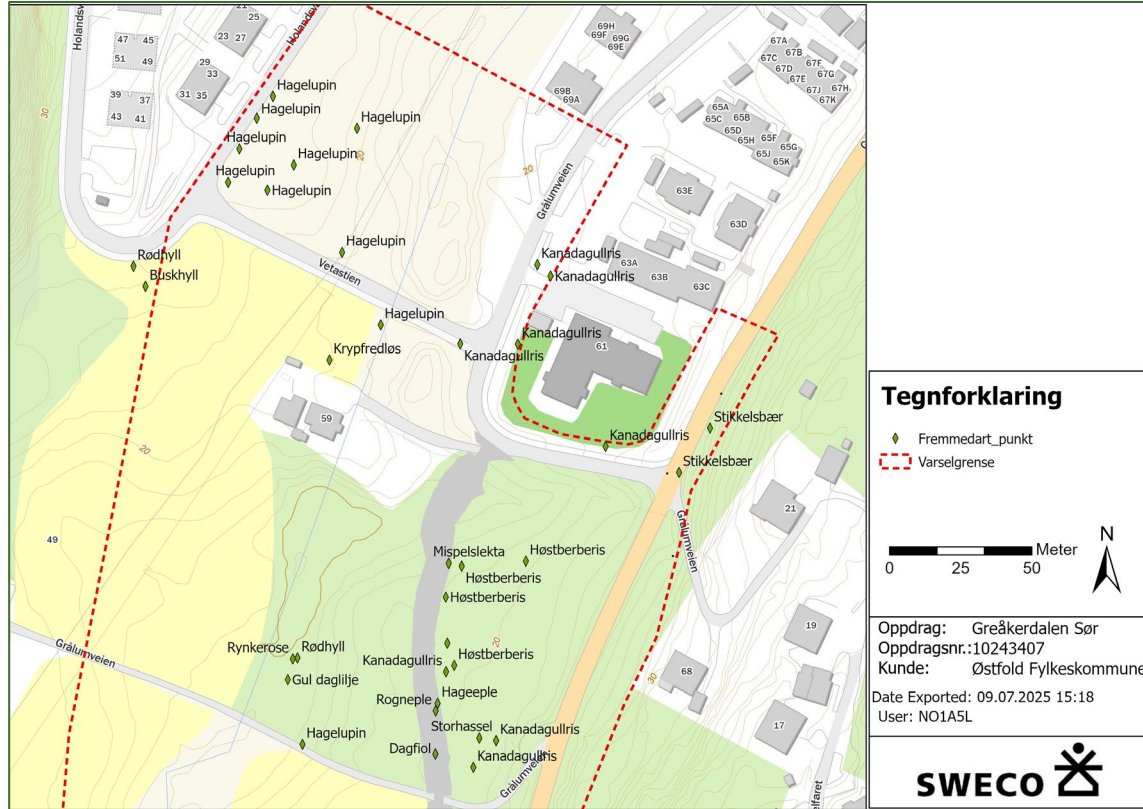 Holandsv
Holandsve
21
25
23
27
47
45
51
49
29
33
31
35
39
37
43
41
30
69H
69F
69G
69E
69B
69A
67A
67B
67C
67F
67D
67G
67E
67H
67J
67K
65A
65C
65B
65D
65F
65H
65G
65J
65K
63E
63D
63A
63B
63C
61
Hagelupin
Hagelupin
Hagelupin
Hagelupin
Hagelupin
Hagelupin
Hagelupin
20
20
Grålumveien
Hagelupin
Rødhyll
Buskhyll
Vetastien
Kanadagullris
Kanadagullris
Hagelupin
Kanadagullris
Kanadagullris
Krypfredløs
59
Stikkelsbær
Kanadagullris
Stikkelsbær
20
49
21
Grålumveien
Mispelslekta
Høstberberis
Høstberberis
Høstberberis
20
19
Grålumveien
Rynkerose
Rødhyll
Kanadagullris
Høstberberis
Gul daglilje
68
30
Hageeple
Rogneple
17
Storhassel
Kanadagullris
Hagelupin
Dagfiol
Kanadagullris
Grålumveien
elfaret
Tegnforklaring
Fremmedart_punkt
Varselgrense
Meter
0 25 50
N
Oppdrag: Greåkerdalen Sør
Oppdragsnr.:10243407
Kunde: Østfold Fylkeskommune
Date Exported: 09.07.2025 15:18
User: NO1A5L
SWECO